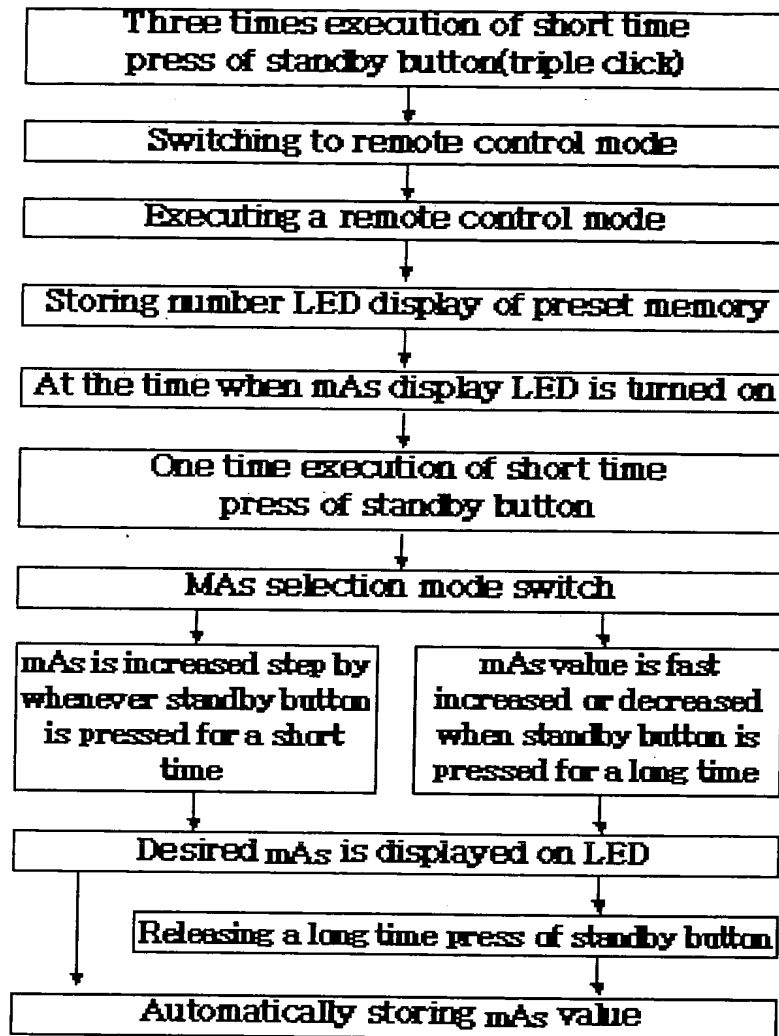 Three times execution of short time
press of standby button(triple click)
Switching to remote control mode
Executing a remote control mode
Storing number LED display of preset memory
At the time when mAs display LED is turned on
One time execution of short time
press of standby button
MAs selection mode switch
mAs is increased step by
whenever standby button
is pressed for a short
time
mAs value is fast
increased or decreased
when standby button is
pressed for a long time
Desired mAs is displayed on LED
Releasing a long time press of standby button
Automatically storing mAs value